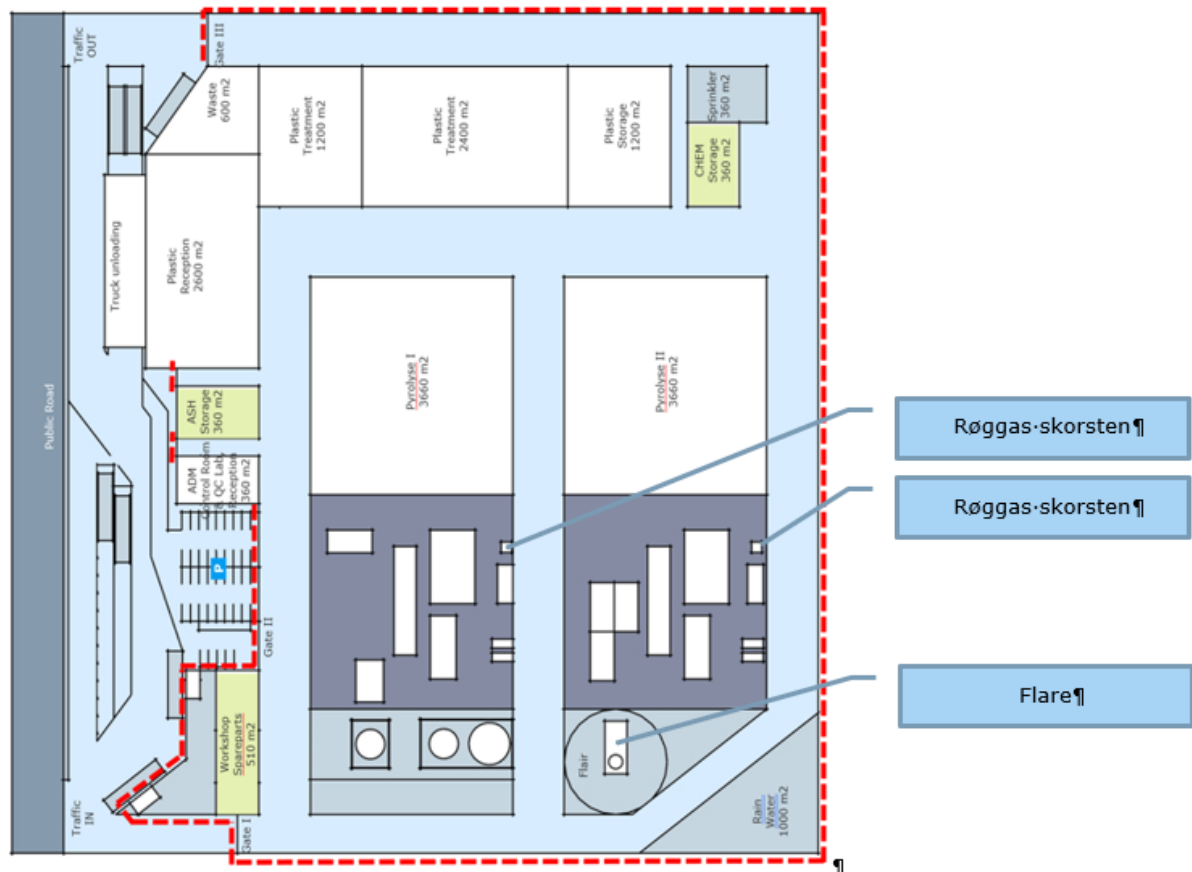 Traffic
OUT
Gate III
Waste
600 m2
Plastic
Treatment
1200 m2
Plastic
Treatment
2400 m2
Plastic
Storage
1200 m2
Sprinkler
360 m2
CHEM
Storage
360 m2
Truck unloading
Plastic
Reception
2600 m2
Public Road
ASH
Storage
360 m2
Pyrolyse I
3660 m2
Pyrolyse II
3660 m2
ADM
Control Room
& QC Lab,
Reception
360 m2
P
Gate II
Røggas·skorsten¶
Røggas·skorsten¶
Flare¶
Workshop
Spareparts
510 m2
Flair
Rain
Water
1000 m2
Traffic
IN
Gate I
¶